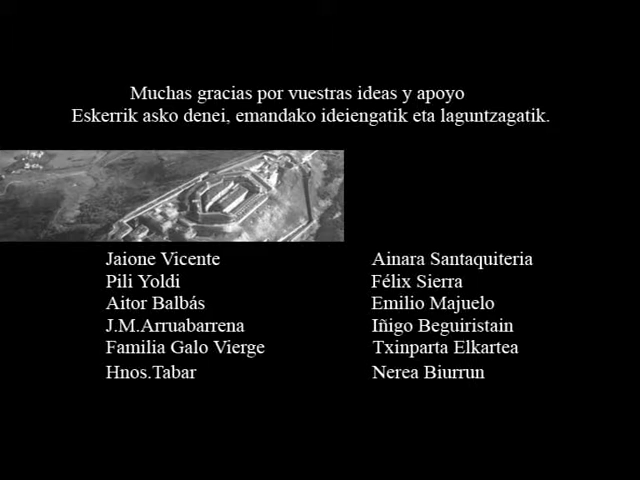 Muchas gracias por vuestras ideas y apoyo
Eskerrik asko denei, emandako ideiengatik eta laguntzagatik.
Jaione Vicente
Pili Yoldi
Aitor Balbás
J.M.Arruabarrena
Familia Galo Vierge
Hnos.Tabar
Ainara Santaquiteria
Félix Sierra
Emilio Majuelo
Iñigo Beguiristain
Txinparta Elkartea
Nerea Biurrun